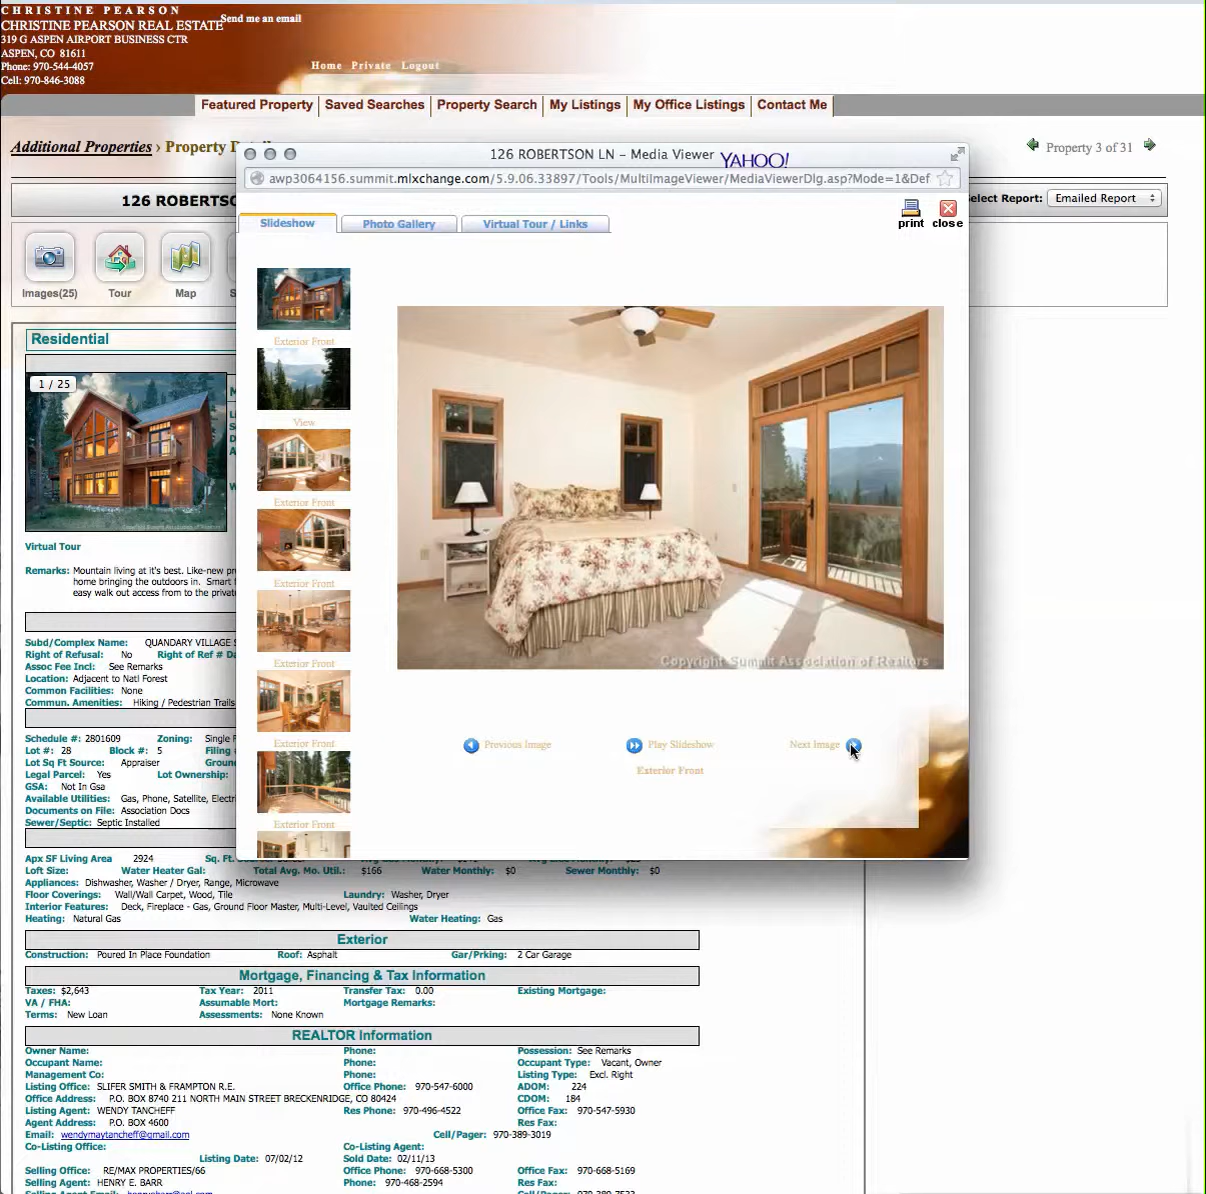 CHRISTINE PEARSON
CHRISTINE PEARSON REAL ESTATE
Send me an email
319 G ASPEN AIRPORT BUSINESS CTR
ASPEN, CO 81611
Phone: 970-544-4057
Cell: 970-846-3088
Home Private Logout
Featured Property Saved Searches Property Search My Listings My Office Listings Contact Me
Additional Properties › Property
Property 3 of 31
126 ROBERTSON LN – Media Viewer YAHOO!
awp3064156.summit.mlxchange.com/5.9.06.33897/Tools/MultiImageViewer/MediaViewerDlg.asp?Mode=1&Def
126 ROBERTSO
elect Report: Emailed Report
Slideshow Photo Gallery Virtual Tour / Links
print close
Images(25) Tour Map S
Residential
1 / 25
Exterior Front
View
Exterior Front
Exterior Front
Exterior Front
Exterior Front
Exterior Front
Copyright Summit Association of Realtors
Previous Image Play Slideshow Next Image
Exterior Front
Virtual Tour
Remarks: Mountain living at it's best. Like-new pr
home bringing the outdoors in. Smart f
easy walk out access from to the privat
Subd/Complex Name: QUANDARY VILLAGE S
Right of Refusal: No Right of Ref # Da
Assoc Fee Incl: See Remarks
Location: Adjacent to Natl Forest
Common Facilities: None
Commun. Amenities: Hiking / Pedestrian Trails
Schedule #: 2801609 Zoning: Single F
Lot #: 28 Block #: 5 Filing
Lot Sq Ft Source: Appraiser Groun
Legal Parcel: Yes Lot Ownership:
GSA: Not In Gsa
Available Utilities: Gas, Phone, Satellite, Electri
Documents on File: Association Docs
Sewer/Septic: Septic Installed
Apx SF Living Area 2924
Loft Size: Water Heater Gal: Total Avg. Mo. Util.: $166 Water Monthly: $0 Sewer Monthly: $0
Appliances: Dishwasher, Washer / Dryer, Range, Microwave
Floor Coverings: Wall/Wall Carpet, Wood, Tile Laundry: Washer, Dryer
Interior Features: Deck, Fireplace - Gas, Ground Floor Master, Multi-Level, Vaulted Ceilings
Heating: Natural Gas Water Heating: Gas
Exterior
Construction: Poured In Place Foundation Roof: Asphalt Gar/Prking: 2 Car Garage
Mortgage, Financing & Tax Information
Taxes: $2,643 Tax Year: 2011 Transfer Tax: 0.00 Existing Mortgage:
VA / FHA: Assumable Mort: Mortgage Remarks:
Terms: New Loan Assessments: None Known
REALTOR Information
Owner Name: Phone: Possession: See Remarks
Occupant Name: Phone: Occupant Type: Vacant, Owner
Management Co: Phone: Listing Type: Excl. Right
Listing Office: SLIFER SMITH & FRAMPTON R.E. Office Phone: 970-547-6000 ADOM: 224
Office Address: P.O. BOX 8740 211 NORTH MAIN STREET BRECKENRIDGE, CO 80424 CDOM: 184
Listing Agent: WENDY TANCHEFF Res Phone: 970-496-4522 Office Fax: 970-547-5930
Agent Address: P.O. BOX 4600 Res Fax:
Email: wendymaytancheff@gmail.com Cell/Pager: 970-389-3019
Co-Listing Office: Co-Listing Agent:
Listing Date: 07/02/12 Sold Date: 02/11/13
Selling Office: RE/MAX PROPERTIES/66 Office Phone: 970-668-5300 Office Fax: 970-668-5169
Selling Agent: HENRY E. BARR Phone: 970-468-2594 Res Fax: